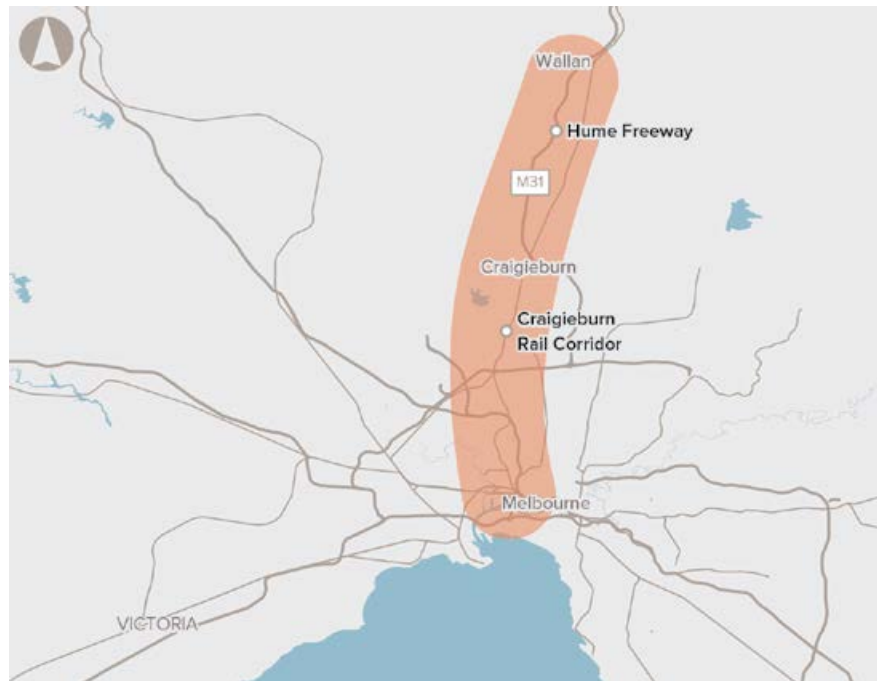 Wallan
Hume Freeway
M31
Craigieburn
Craigieburn
Rail Corridor
Melbourne
VICTORIA